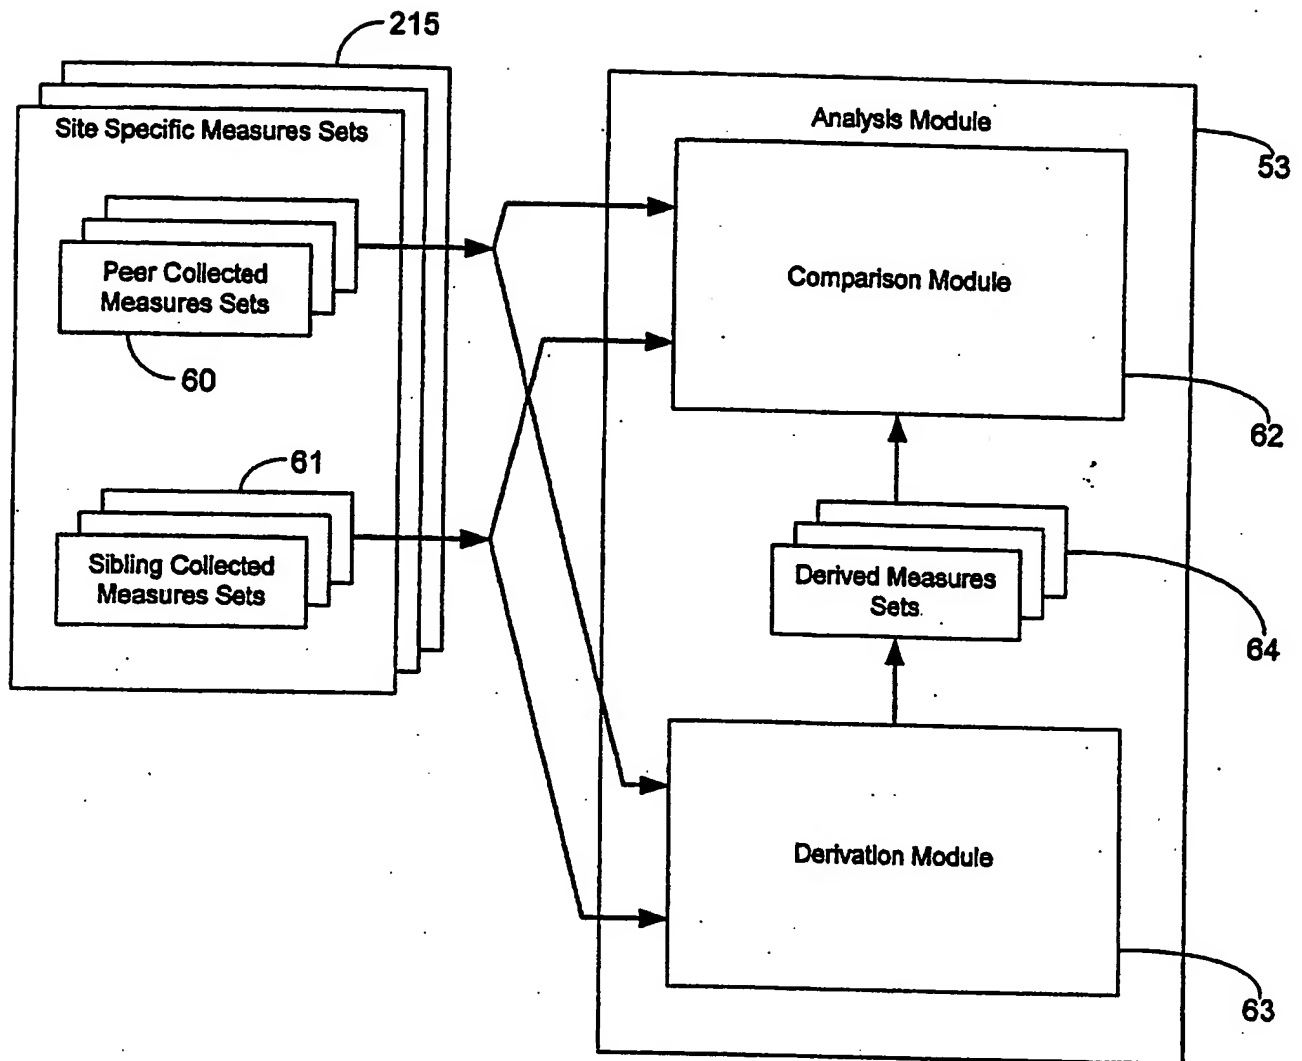 215
Site Specific Measures Sets
Peer Collected
Measures Sets
60
61
Sibling Collected
Measures Sets
Analysis Module
53
Comparison Module
62
Derived Measures
Sets
64
Derivation Module
63